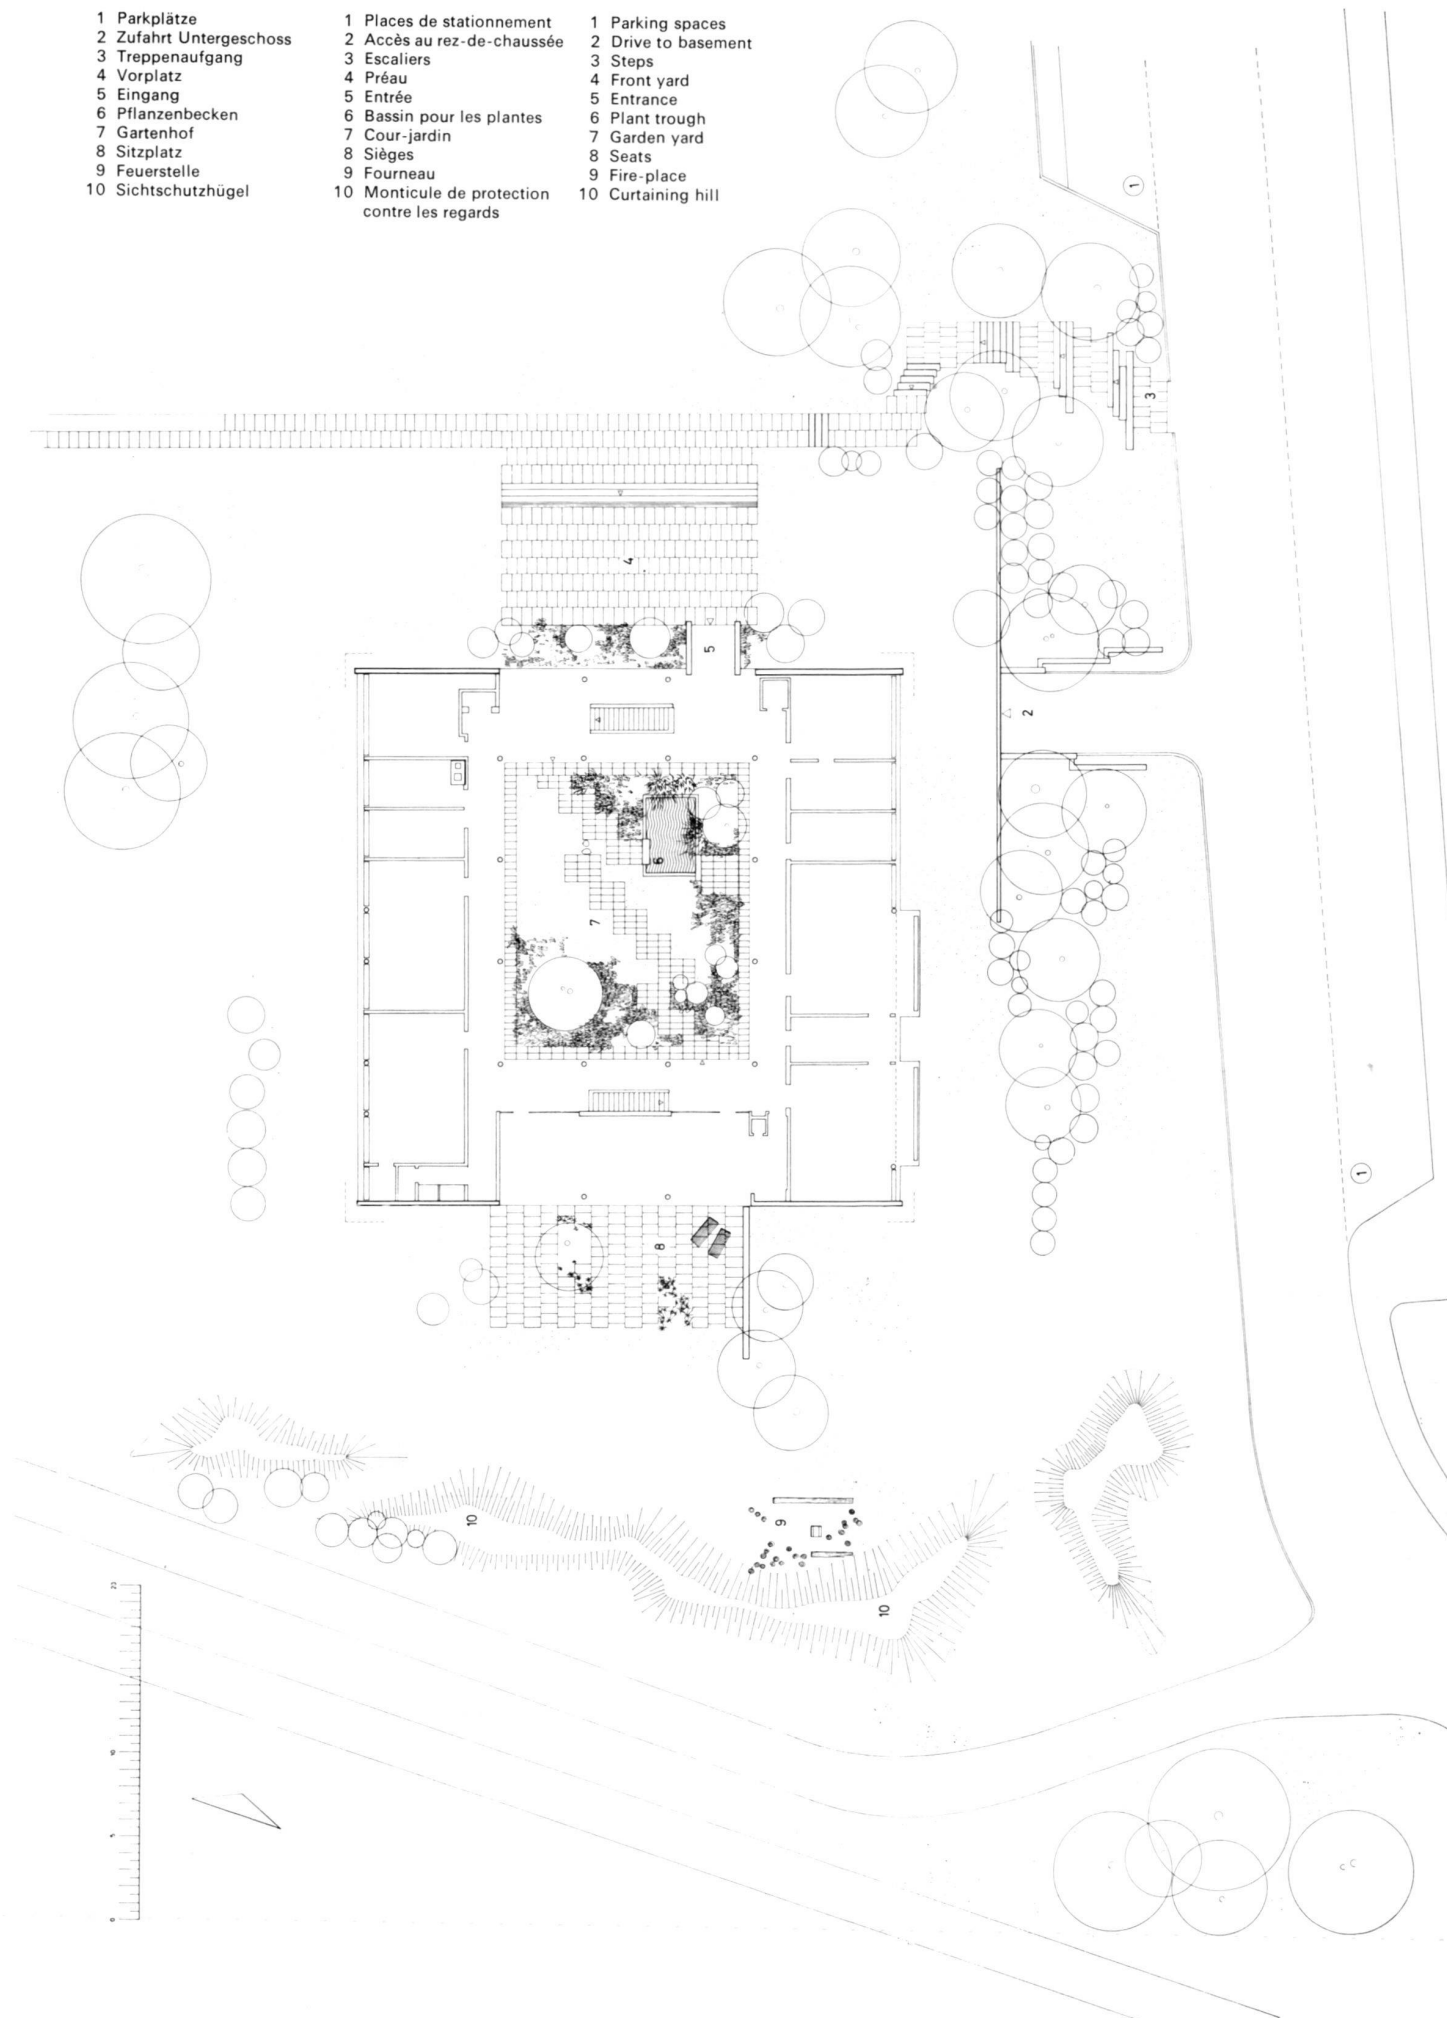 1 Parkplätze
2 Zufahrt Untergeschoss
3 Treppenaufgang
4 Vorplatz
5 Eingang
6 Pflanzenbecken
7 Gartenhof
8 Sitzplatz
9 Feuerstelle
10 Sichtschutzhügel
1 Places de stationnement
2 Accès au rez-de-chaussée
3 Escaliers
4 Préau
5 Entrée
6 Bassin pour les plantes
7 Cour-jardin
8 Sièges
9 Fourneau
10 Monticule de protection
contre les regards
1 Parking spaces
2 Drive to basement
3 Steps
4 Front yard
5 Entrance
6 Plant trough
7 Garden yard
8 Seats
9 Fire-place
10 Curtaining hill
1
3
4
5
2
6
7
1
8
10
9
10
20
10
5
0